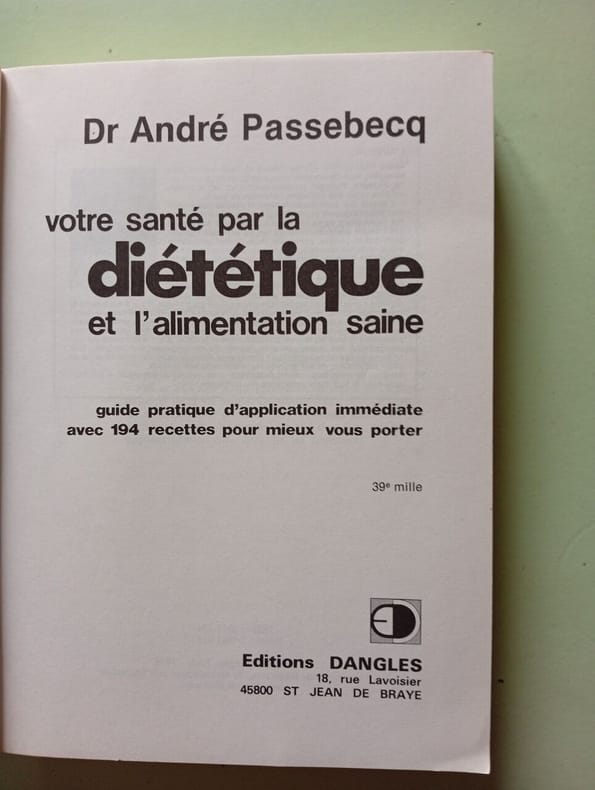 Dr André Passebecq
votre santé par la
diététique
et l'alimentation saine
guide pratique d'application immédiate
avec 194 recettes pour mieux vous porter
39e mille
Editions DANGLES
18, rue Lavoisier
45800 ST JEAN DE BRAYE